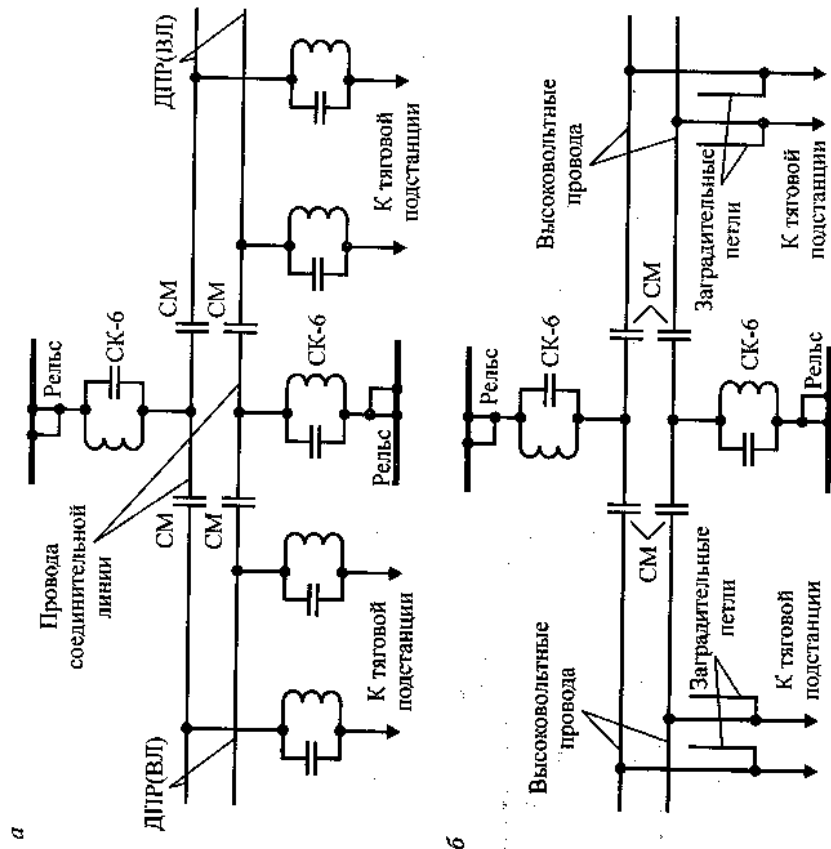 а
ДПР(ВЛ)
Провода
соединительной
линии
ДПР(ВЛ)
СМ
СМ
СМ
СМ
Рельс
СК-6
СК-6
Рельс
К тяговой
подстанции
К тяговой
подстанции
б
Высоковольтные
провода
Высоковольтные
провода
Рельс
СК-6
СМ
СМ
СК-6
Рельс
Заградительные
петли
К тяговой
подстанции
Заградительные
петли
К тяговой
подстанции